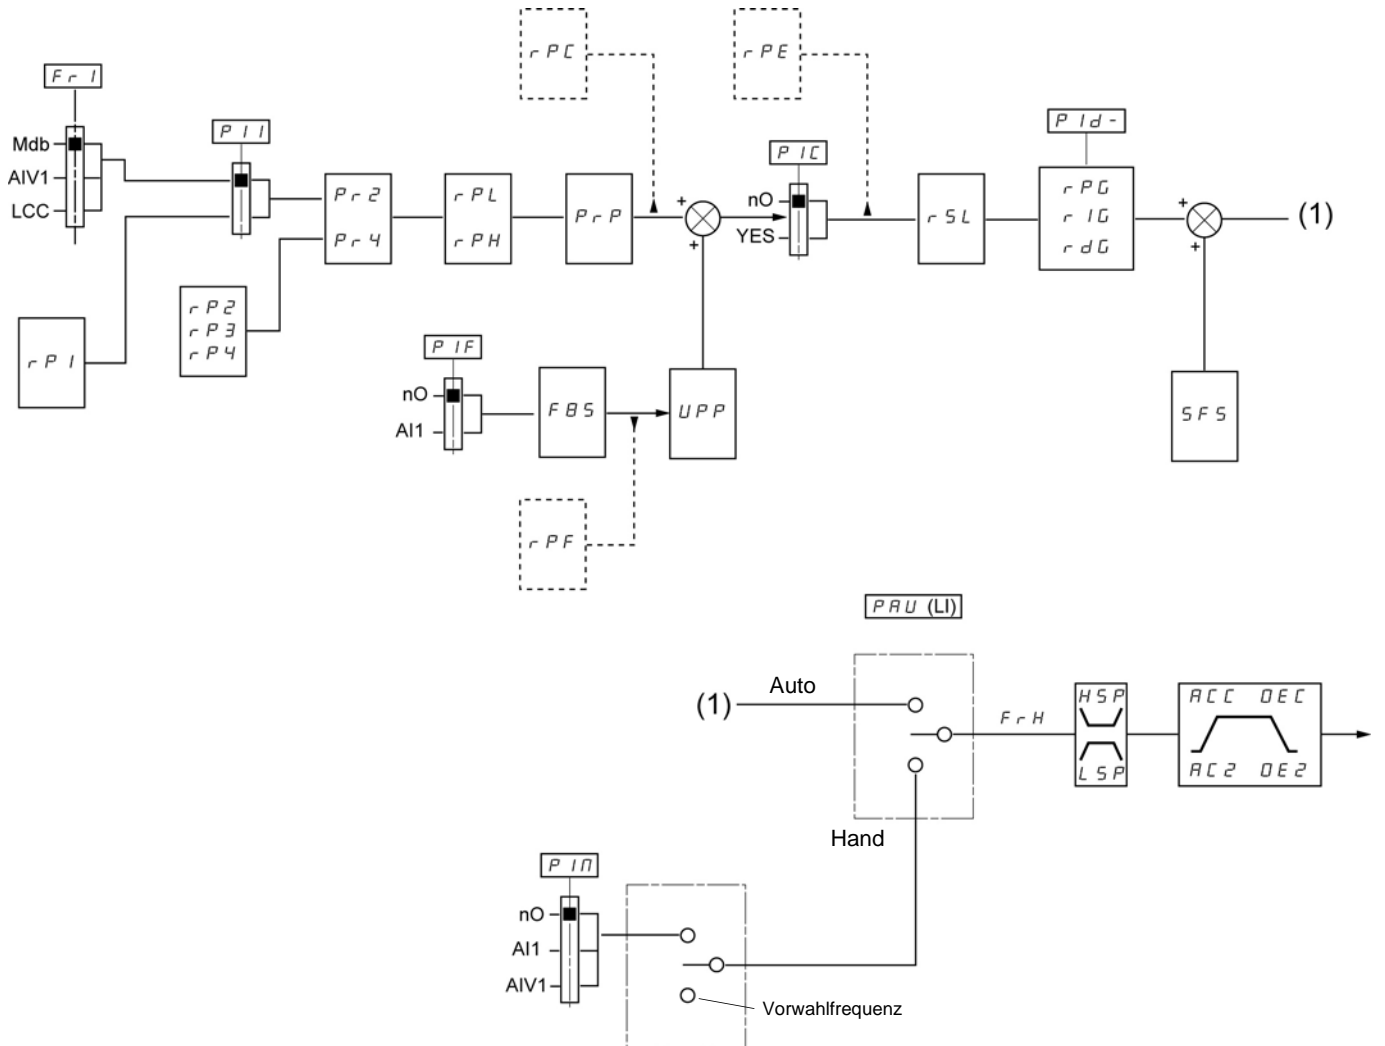 rPC
rPE
Fr1
Mdb
AIV1
LCC
PII
rP1
rP2
rP3
rP4
Pr2
Pr4
rPL
rPH
PrP
+
+
PIC
nO
YES
rSL
PId-
rPG
rIG
rdG
+
+
(1)
SFS
PIF
nO
AI1
FBS
UPP
rPF
PAU (LI)
(1)
Auto
Hand
FrH
HSP
LSP
ACC DEC
AC2 DE2
PIM
nO
AI1
AIV1
Vorwahlfrequenz